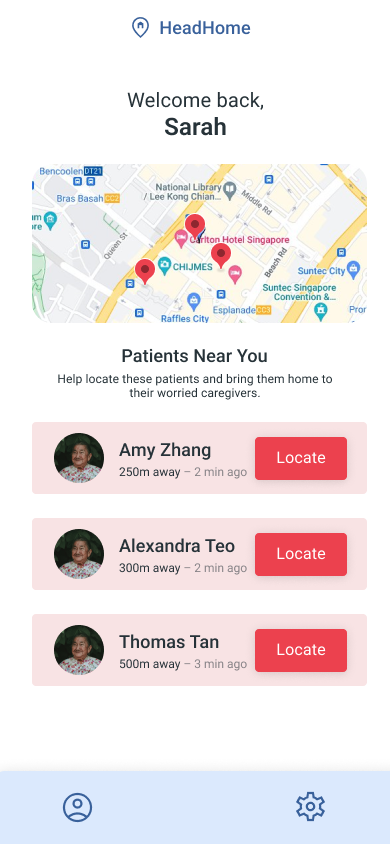 HeadHome
Welcome back,
Sarah
Bencoolen DT21
National Library
/ Lee Kong Chian...
Bras Basah CC2
Middle Rd
Queen St
Carlton Hotel Singapore
CHIJMES
Beach Rd
Suntec City
Suntec Singapore
Convention &...
Esplanade CC3
Raffles City
Patients Near You
Help locate these patients and bring them home to
their worried caregivers.
Amy Zhang
250m away – 2 min ago
Locate
Alexandra Teo
300m away – 2 min ago
Locate
Thomas Tan
500m away – 3 min ago
Locate